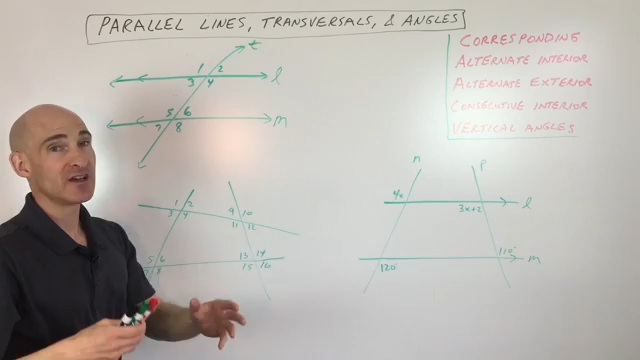 PARALLEL LINES, TRANSVERSALS, & ANGLES
CORRESPONDING
ALTERNATE INTERIOR
ALTERNATE EXTERIOR
CONSECUTIVE INTERIOR
VERTICAL ANGLES
t
1 2
3 4
l
5 6
7 8
m
1 2
3 4
9 10
11 12
5 6
13 14
15 16
n p
4x
3x+2
l
110°
120°
m